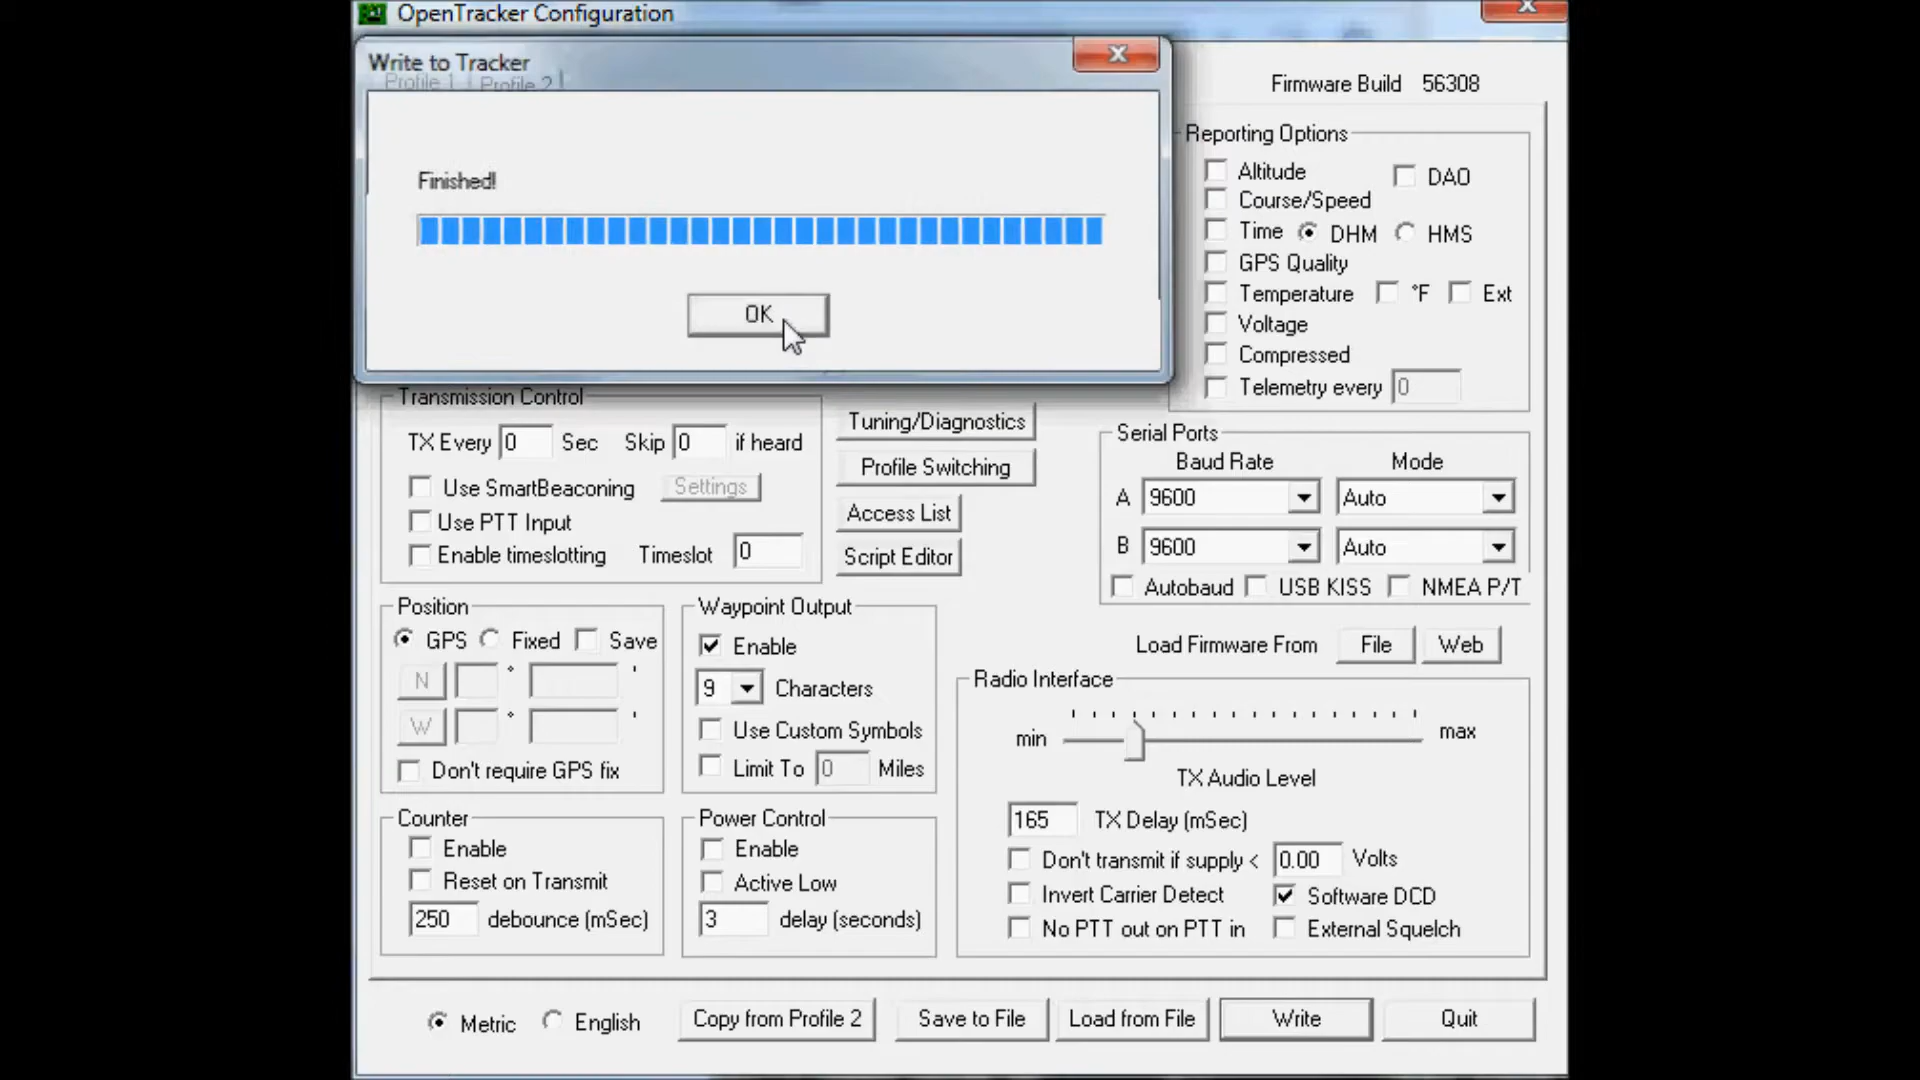 OpenTracker Configuration
Write to Tracker
Profile 1 Profile 2
Firmware Build 56308
Finished!
OK
Reporting Options
Altitude DAO
Course/Speed
Time DHM HMS
GPS Quality
Temperature °F Ext
Voltage
Compressed
Telemetry every 0
Transmission Control
TX Every 0 Sec Skip 0 if heard
Use SmartBeaconing Settings
Use PTT Input
Enable timeslotting Timeslot 0
Tuning/Diagnostics
Profile Switching
Access List
Script Editor
Serial Ports
Baud Rate Mode
A 9600 Auto
B 9600 Auto
Autobaud USB KISS NMEA P/T
Position
GPS Fixed Save
N ° '
W ° '
Don't require GPS fix
Waypoint Output
Enable
9 Characters
Use Custom Symbols
Limit To 0 Miles
Load Firmware From File Web
Radio Interface
min max
TX Audio Level
165 TX Delay (mSec)
Don't transmit if supply < 0.00 Volts
Invert Carrier Detect Software DCD
No PTT out on PTT in External Squelch
Counter
Enable
Reset on Transmit
250 debounce (mSec)
Power Control
Enable
Active Low
3 delay (seconds)
Metric English Copy from Profile 2 Save to File Load from File Write Quit